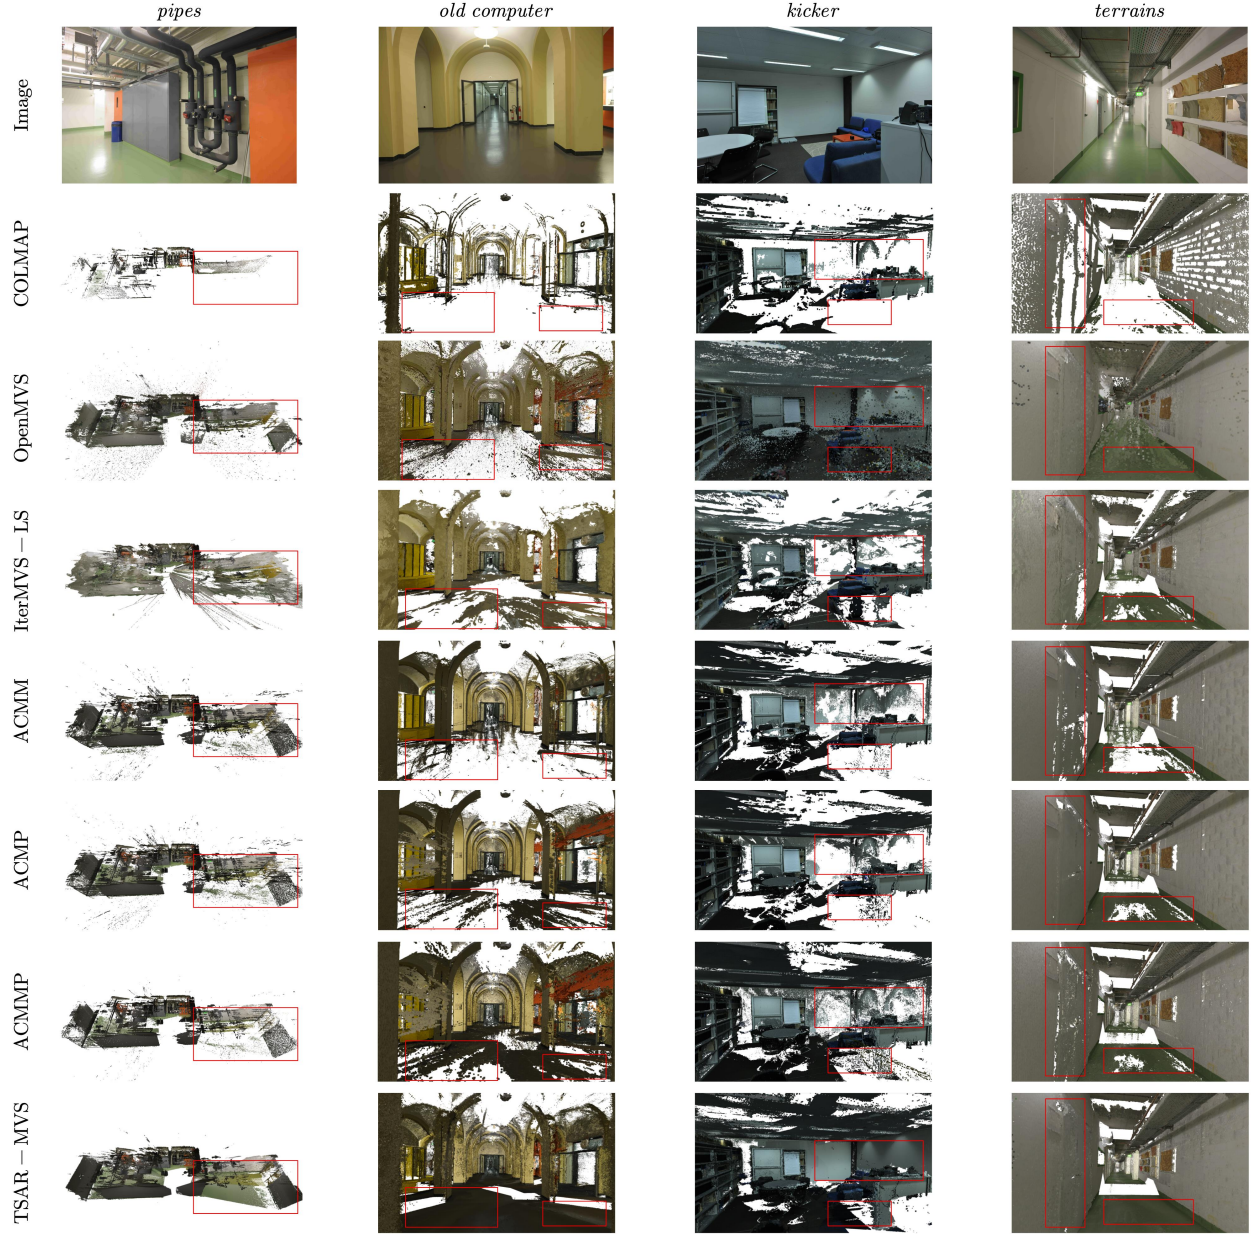 pipes old computer kicker terrains
Image
COLMAP
OpenMVS
IterMVS – LS
ACMM
ACMP
ACMMP
TSAR – MVS